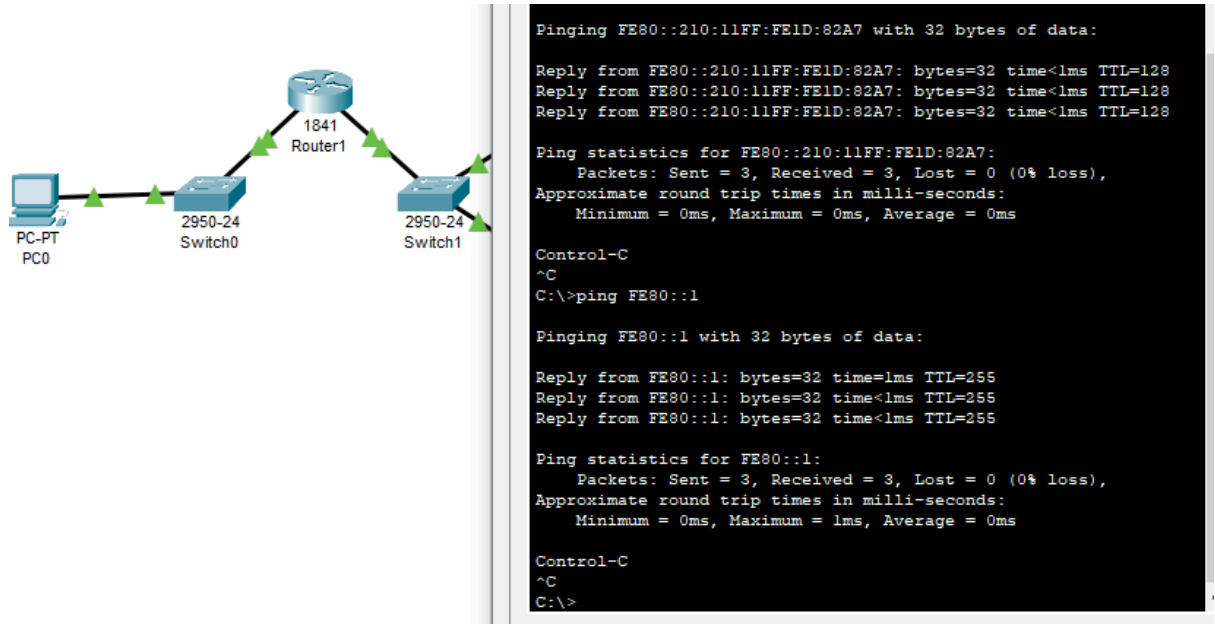 1841
Router1
2950-24
Switch0
2950-24
Switch1
PC-PT
PC0
Pinging FE80::210:11FF:FE1D:82A7 with 32 bytes of data:
Reply from FE80::210:11FF:FE1D:82A7: bytes=32 time<1ms TTL=128
Reply from FE80::210:11FF:FE1D:82A7: bytes=32 time<1ms TTL=128
Reply from FE80::210:11FF:FE1D:82A7: bytes=32 time<1ms TTL=128
Ping statistics for FE80::210:11FF:FE1D:82A7:
Packets: Sent = 3, Received = 3, Lost = 0 (0% loss),
Approximate round trip times in milli-seconds:
Minimum = 0ms, Maximum = 0ms, Average = 0ms
Control-C
^C
C:\>ping FE80::1
Pinging FE80::1 with 32 bytes of data:
Reply from FE80::1: bytes=32 time=1ms TTL=255
Reply from FE80::1: bytes=32 time<1ms TTL=255
Reply from FE80::1: bytes=32 time<1ms TTL=255
Ping statistics for FE80::1:
Packets: Sent = 3, Received = 3, Lost = 0 (0% loss),
Approximate round trip times in milli-seconds:
Minimum = 0ms, Maximum = 1ms, Average = 0ms
Control-C
^C
C:\>